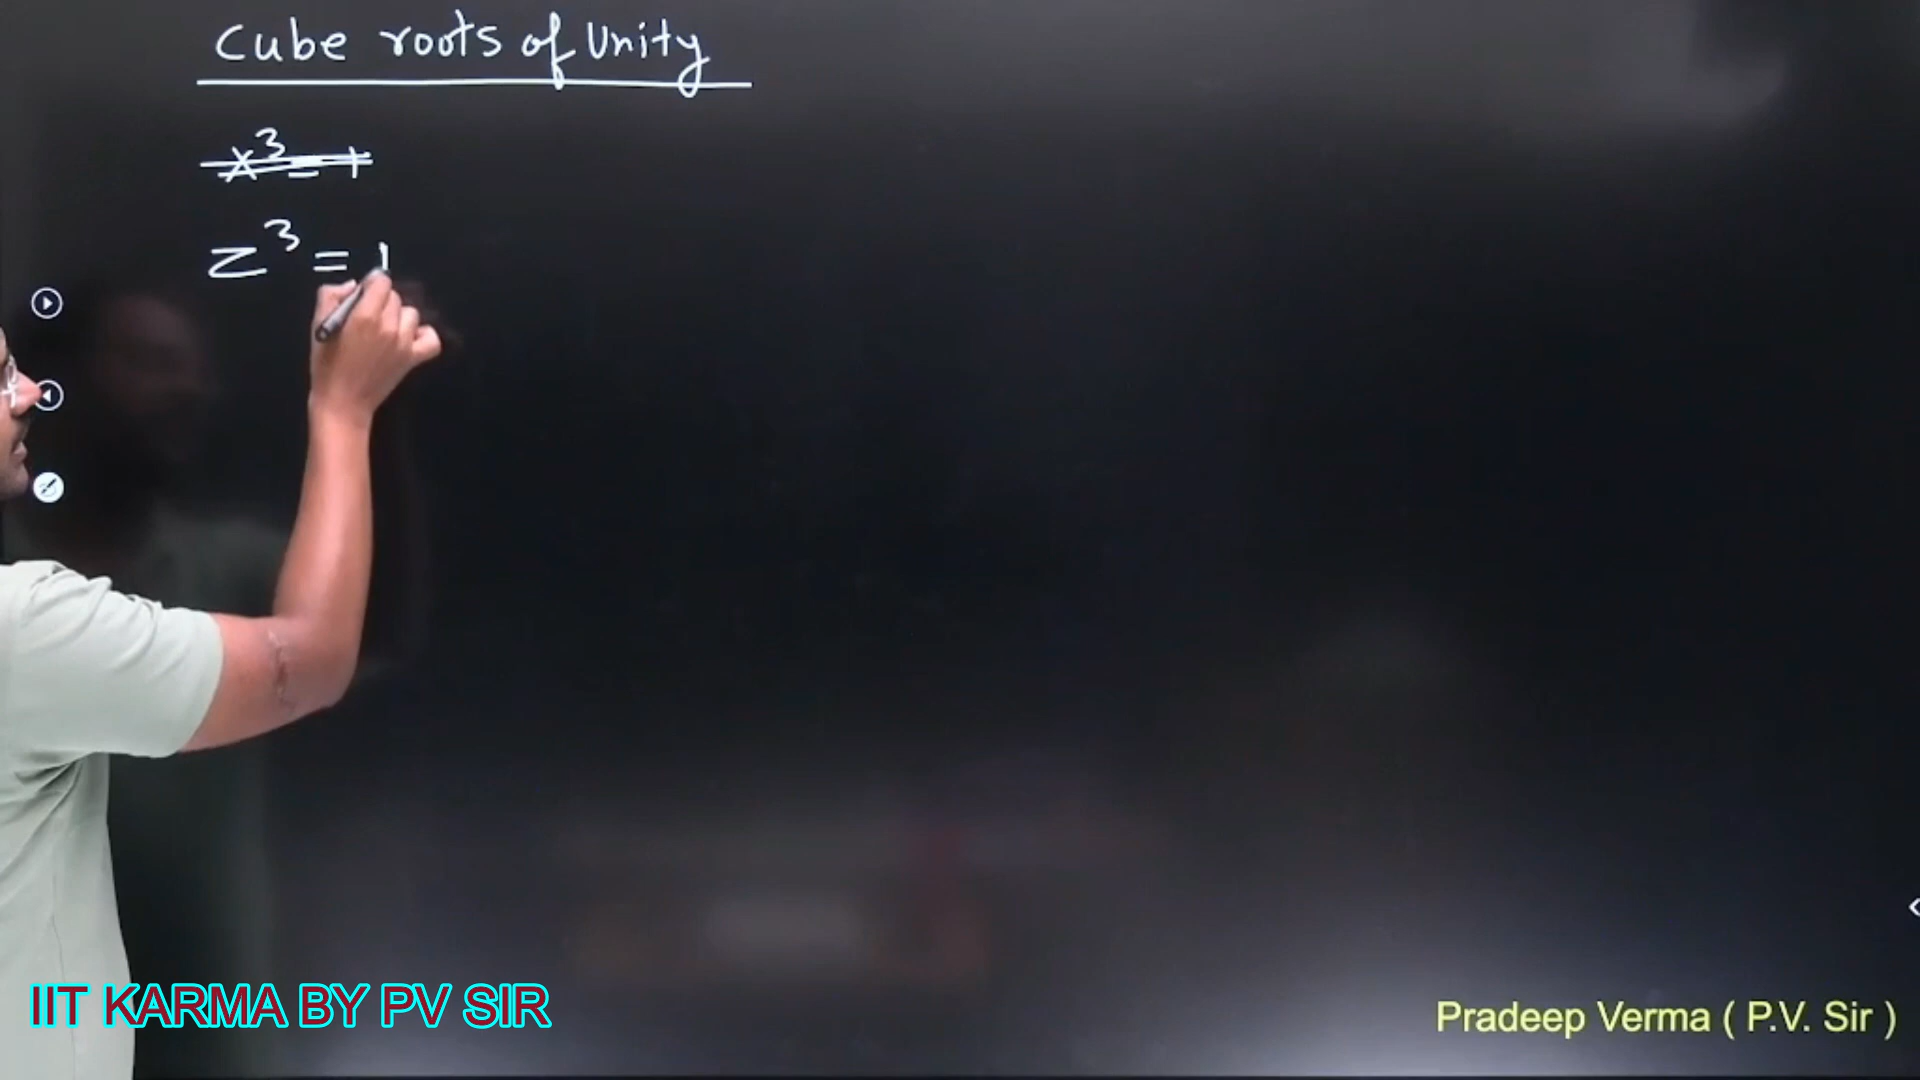 Cube roots of Unity
x³ = 1
z³ = 1
IIT KARMA BY PV SIR
Pradeep Verma ( P.V. Sir )